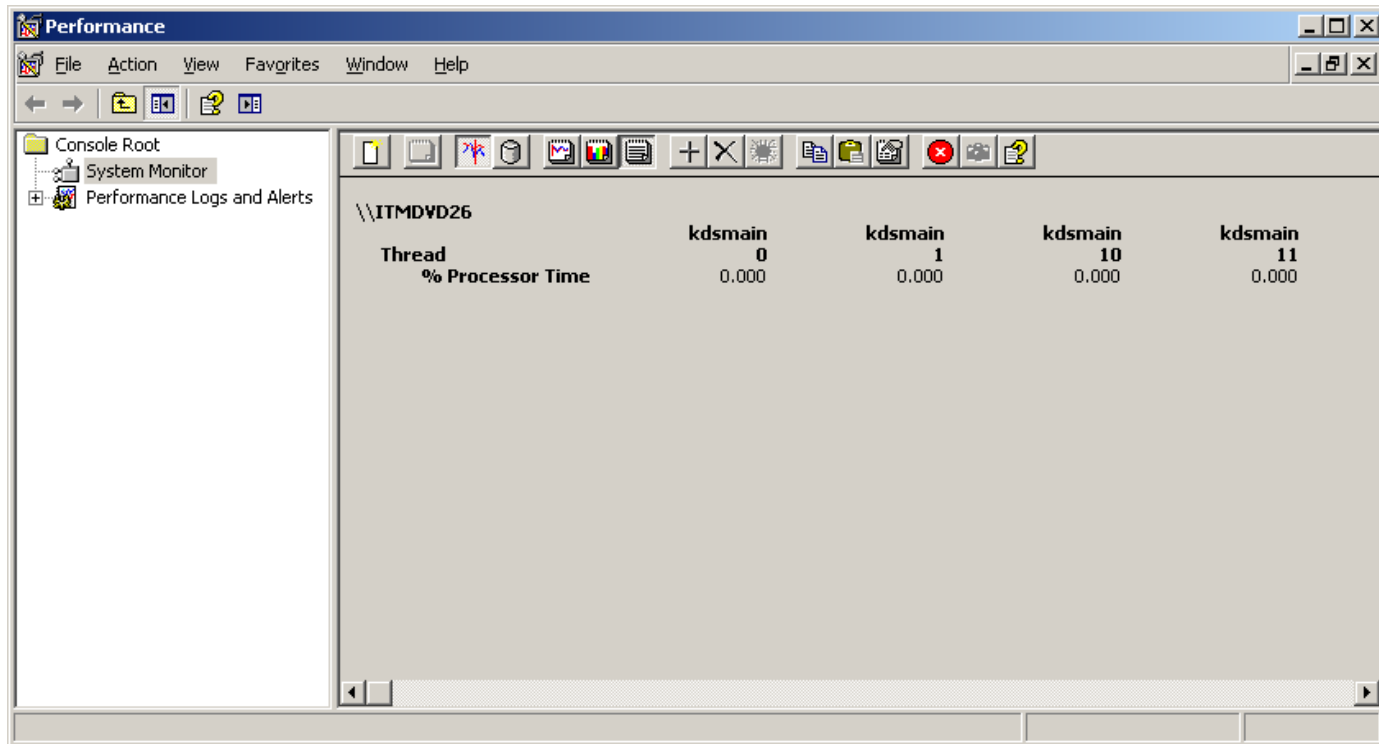 Performance
File Action View Favorites Window Help
Console Root
System Monitor
Performance Logs and Alerts
\\ITMDVD26
kdsmain kdsmain kdsmain kdsmain
Thread 0 1 10 11
% Processor Time 0.000 0.000 0.000 0.000